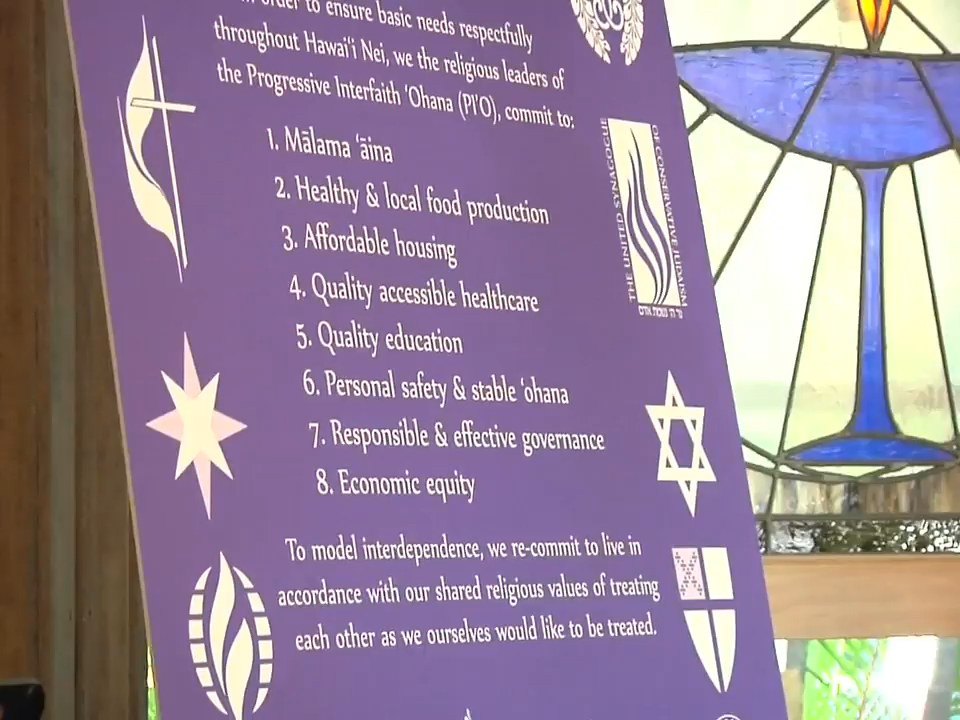 order to ensure basic needs respectfully
throughout Hawai'i Nei, we the religious leaders of
the Progressive Interfaith 'Ohana (PI'O), commit to:
1. Mālama 'āina
2. Healthy & local food production
3. Affordable housing
4. Quality accessible healthcare
5. Quality education
6. Personal safety & stable 'ohana
7. Responsible & effective governance
8. Economic equity
To model interdependence, we re-commit to live in
accordance with our shared religious values of treating
each other as we ourselves would like to be treated.
THE UNITED SYNAGOGUE
OF CONSERVATIVE JUDAISM